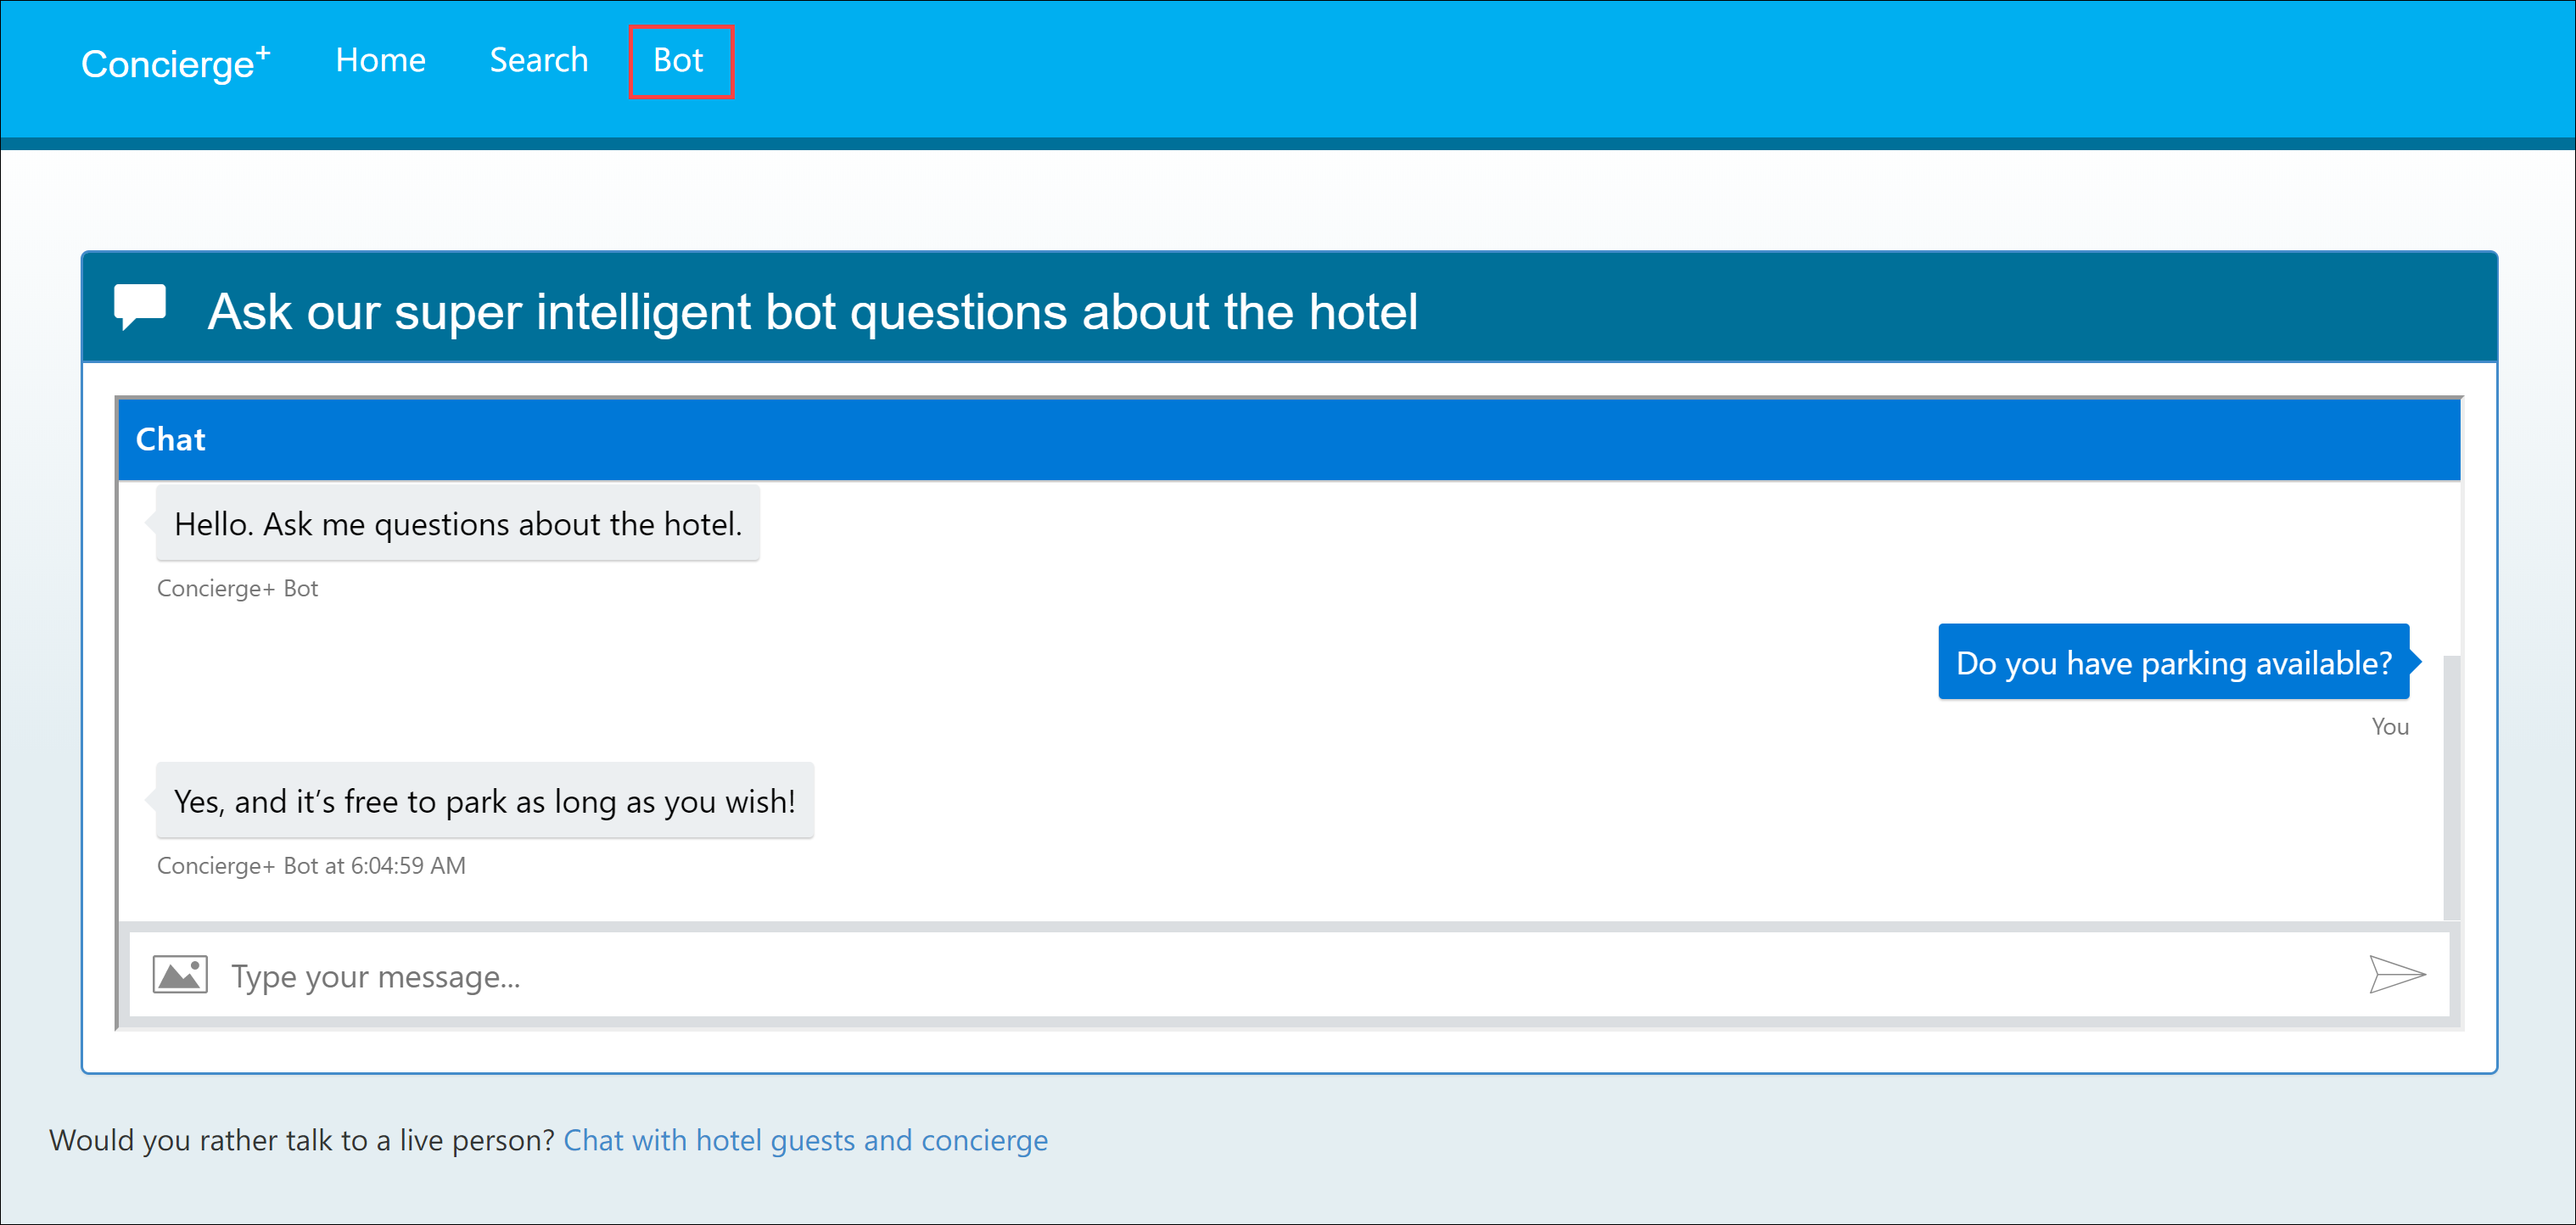 Concierge+ Home Search Bot
Ask our super intelligent bot questions about the hotel
Chat
Hello. Ask me questions about the hotel.
Concierge+ Bot
Do you have parking available?
You
Yes, and it’s free to park as long as you wish!
Concierge+ Bot at 6:04:59 AM
Type your message...
Would you rather talk to a live person? Chat with hotel guests and concierge